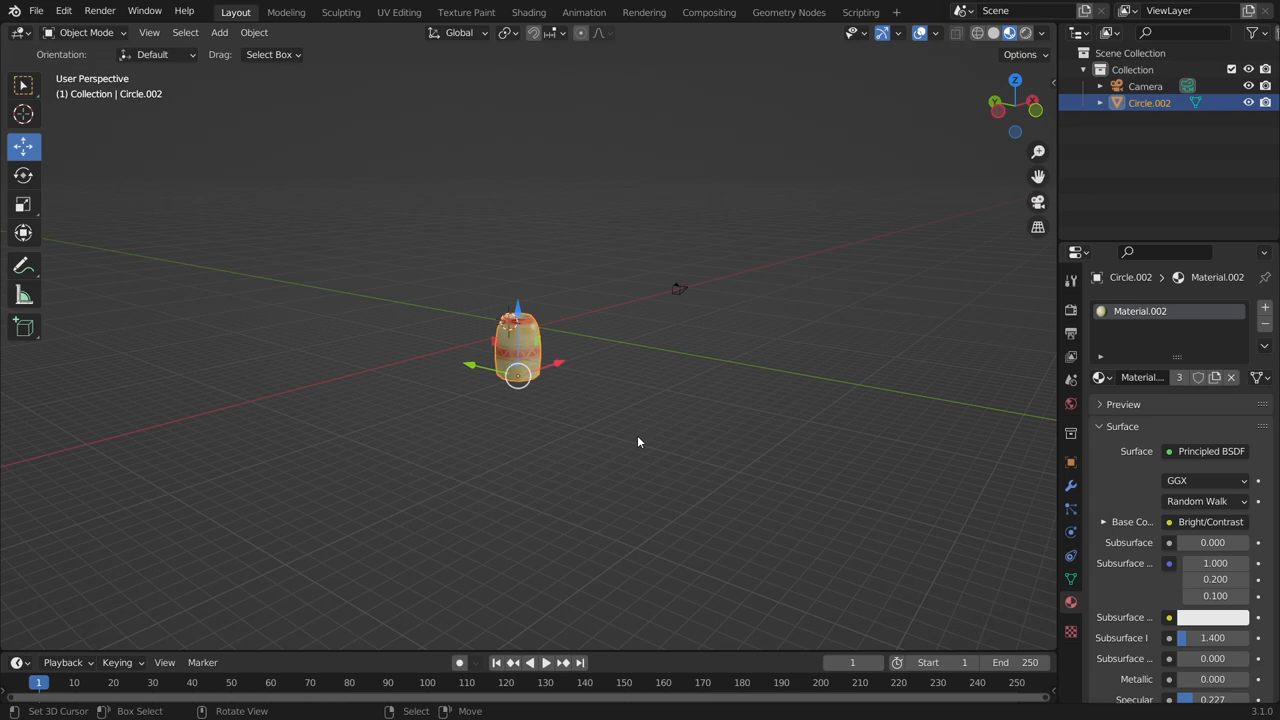 File Edit Render Window Help Layout Modeling Sculpting UV Editing Texture Paint Shading Animation Rendering Compositing Geometry Nodes Scripting Scene ViewLayer
Object Mode View Select Add Object Global
Orientation: Default Drag: Select Box Options
User Perspective
(1) Collection | Circle.002
Z
Y
X
Scene Collection
Collection
Camera
Circle.002
Circle.002 Material.002
Material.002
Material.... 3
Preview
Surface
Surface Principled BSDF
GGX
Random Walk
Base Co... Bright/Contrast
Subsurface 0.000
Subsurface ... 1.000
0.200
0.100
Subsurface ...
Subsurface I 1.400
Subsurface ... 0.000
Metallic 0.000
Specular 0.227
Playback Keying View Marker 1 Start 1 End 250
1 10 20 30 40 50 60 70 80 90 100 110 120 130 140 150 160 170 180 190 200 210 220 230 240 250
Set 3D Cursor Box Select Rotate View Select Move 3.1.0